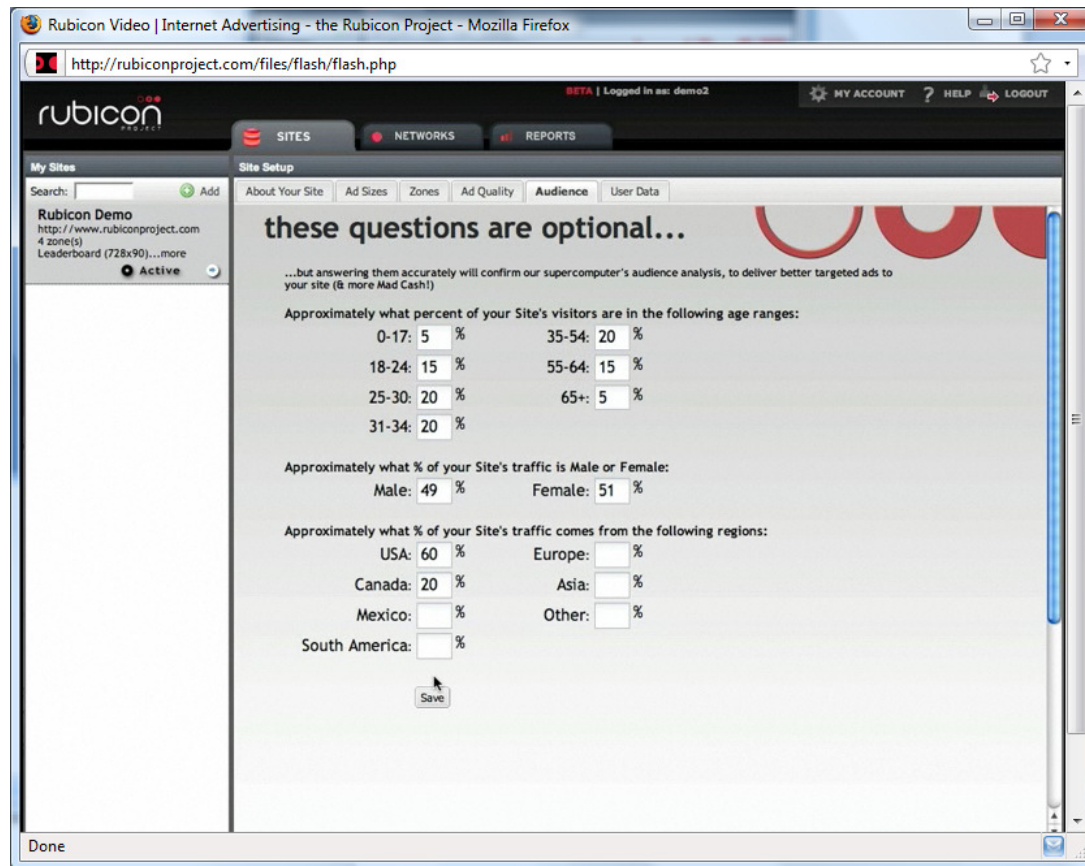 Rubicon Video | Internet Advertising - the Rubicon Project - Mozilla Firefox
http://rubiconproject.com/files/flash/flash.php
rubicon
PROJECT
BETA | Logged in as: demo2
MY ACCOUNT ? HELP LOGOUT
SITES NETWORKS REPORTS
My Sites
Site Setup
Search: Add
About Your Site Ad Sizes Zones Ad Quality Audience User Data
Rubicon Demo
http://www.rubiconproject.com
4 zone(s)
Leaderboard (728x90)...more
Active
these questions are optional...
...but answering them accurately will confirm our supercomputer's audience analysis, to deliver better targeted ads to
your site (& more Mad Cash!)
Approximately what percent of your Site's visitors are in the following age ranges:
0-17: 5 % 35-54: 20 %
18-24: 15 % 55-64: 15 %
25-30: 20 % 65+: 5 %
31-34: 20 %
Approximately what % of your Site's traffic is Male or Female:
Male: 49 % Female: 51 %
Approximately what % of your Site's traffic comes from the following regions:
USA: 60 % Europe: %
Canada: 20 % Asia: %
Mexico: % Other: %
South America: %
Save
Done